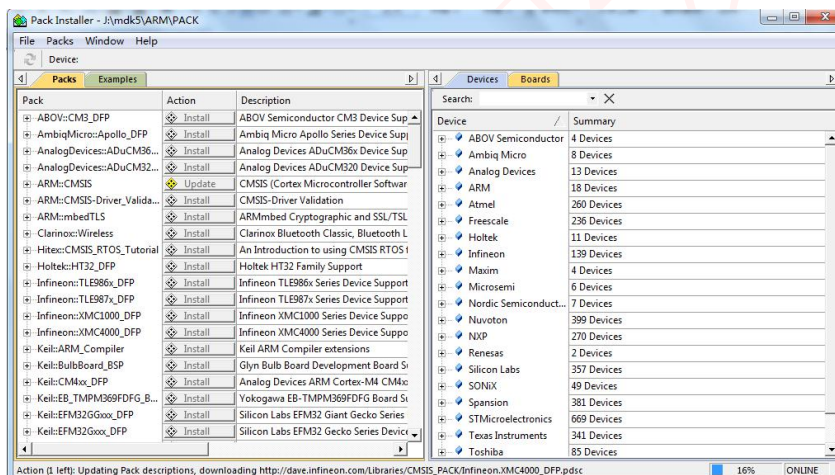 Pack Installer - J:\mdk5\ARM\PACK
File Packs Window Help
Device:
Packs Examples
Pack Action Description
ABOV::CM3_DFP Install ABOV Semiconductor CM3 Device Sup
AmbiqMicro::Apollo_DFP Install Ambiq Micro Apollo Series Device Supp
AnalogDevices::ADuCM36... Install Analog Devices ADuCM36x Device Sup
AnalogDevices::ADuCM32... Install Analog Devices ADuCM320 Device Sup
ARM::CMSIS Update CMSIS (Cortex Microcontroller Softwar
ARM::CMSIS-Driver_Valida... Install CMSIS-Driver Validation
ARM::mbedTLS Install ARMmbed Cryptographic and SSL/TSL
Clarinox::Wireless Install Clarinox Bluetooth Classic, Bluetooth L
Hitex::CMSIS_RTOS_Tutorial Install An Introduction to using CMSIS RTOS f
Holtek::HT32_DFP Install Holtek HT32 Family Support
Infineon::TLE986x_DFP Install Infineon TLE986x Series Device Support
Infineon::TLE987x_DFP Install Infineon TLE987x Series Device Support
Infineon::XMC1000_DFP Install Infineon XMC1000 Series Device Suppo
Infineon::XMC4000_DFP Install Infineon XMC4000 Series Device Suppo
Keil::ARM_Compiler Install Keil ARM Compiler extensions
Keil::BulbBoard_BSP Install Glyn Bulb Board Development Board Su
Keil::CM4xx_DFP Install Analog Devices ARM Cortex-M4 CM4xx
Keil::EB_TMPM369FDFG_B... Install Yokogawa EB-TMPM369FDFG Board Su
Keil::EFM32GGxxx_DFP Install Silicon Labs EFM32 Giant Gecko Series
Keil::EFM32Gxxx_DFP Install Silicon Labs EFM32 Gecko Series Device
Devices Boards
Search:
Device Summary
ABOV Semiconductor 4 Devices
Ambiq Micro 8 Devices
Analog Devices 13 Devices
ARM 18 Devices
Atmel 260 Devices
Freescale 236 Devices
Holtek 11 Devices
Infineon 139 Devices
Maxim 4 Devices
Microsemi 6 Devices
Nordic Semiconduct... 7 Devices
Nuvoton 399 Devices
NXP 270 Devices
Renesas 2 Devices
Silicon Labs 357 Devices
SONiX 49 Devices
Spansion 381 Devices
STMicroelectronics 669 Devices
Texas Instruments 341 Devices
Toshiba 85 Devices
Action (1 left): Updating Pack descriptions, downloading http://dave.infineon.com/Libraries/CMSIS_PACK/Infineon.XMC4000_DFP.pdsc 16% ONLINE